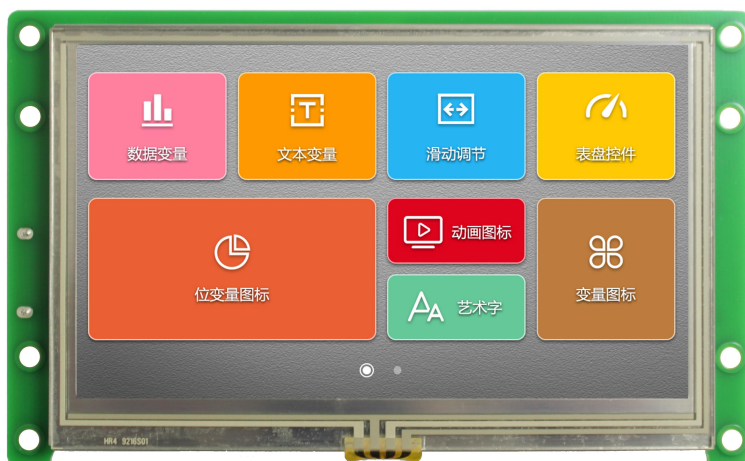 数据变量
文本变量
滑动调节
表盘控件
位变量图标
动画图标
艺术字
变量图标
HR4 9216S01